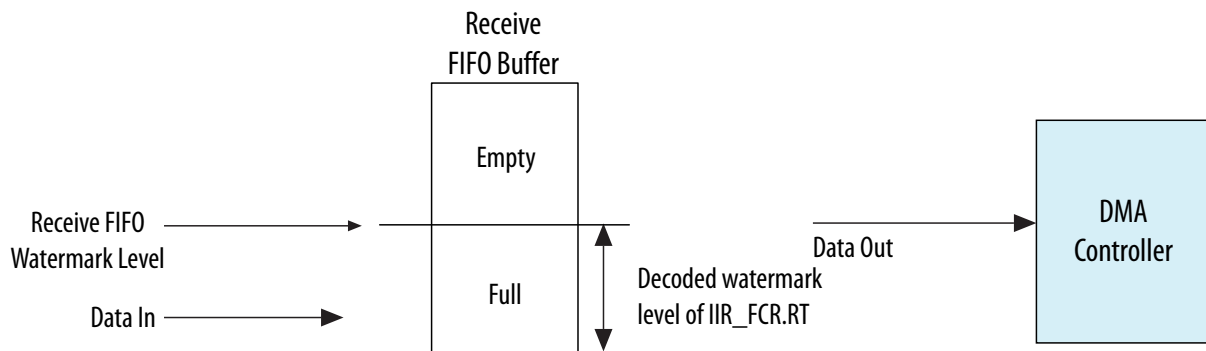 Receive
FIFO Buffer
Empty
Receive FIFO
Watermark Level
Data In
Full
Decoded watermark
level of IIR_FCR.RT
Data Out
DMA
Controller